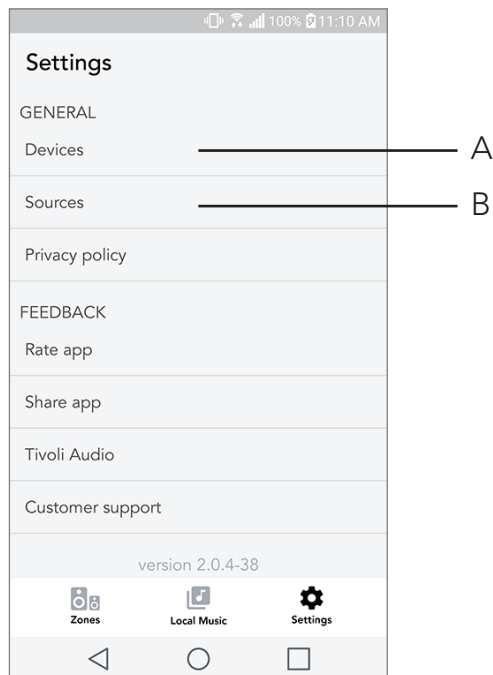 100% 11:10 AM
Settings
GENERAL
Devices
A
Sources
B
Privacy policy
FEEDBACK
Rate app
Share app
Tivoli Audio
Customer support
version 2.0.4-38
Zones Local Music Settings